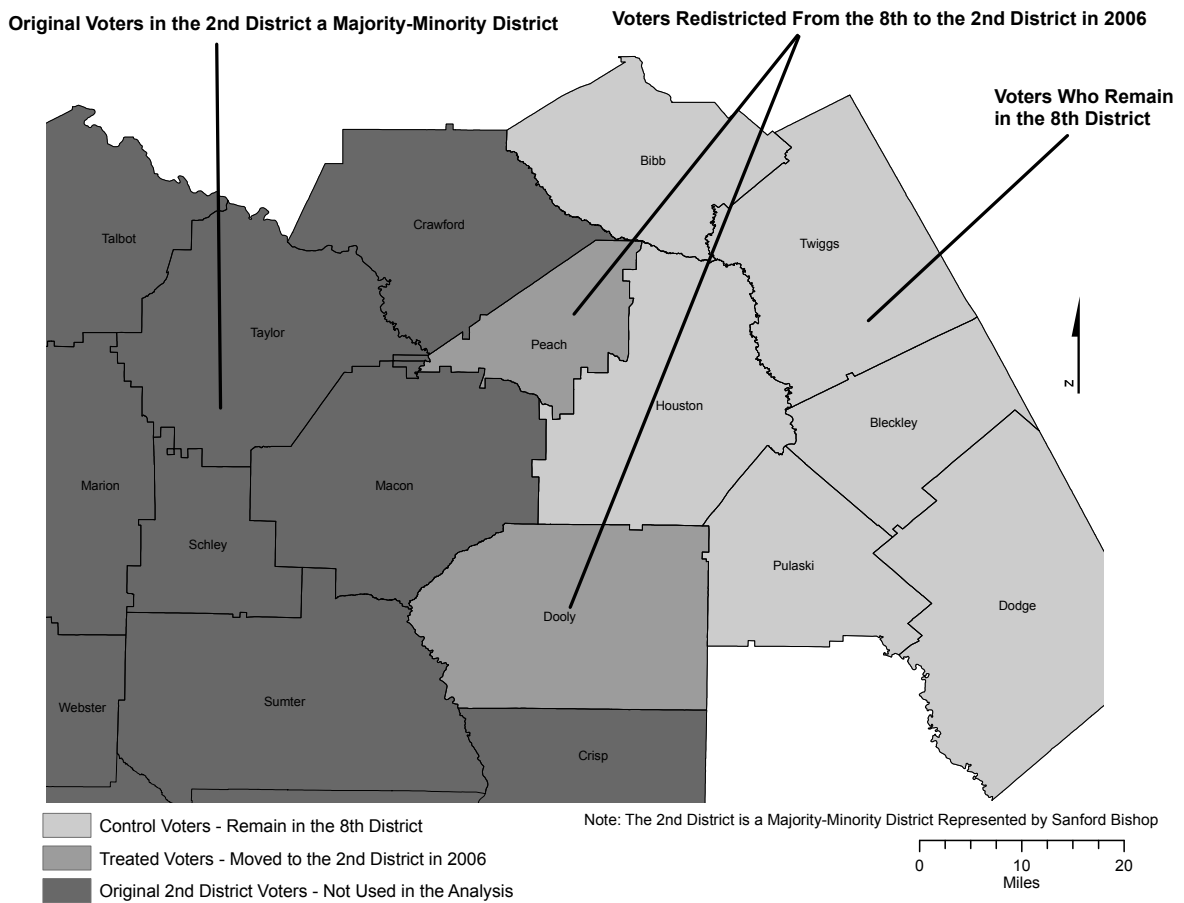 Original Voters in the 2nd District a Majority-Minority District
Voters Redistricted From the 8th to the 2nd District in 2006
Voters Who Remain
in the 8th District
Bibb
Talbot
Crawford
Twiggs
Taylor
Peach
Houston
Bleckley
Marion
Macon
Schley
Pulaski
Dooly
Dodge
Webster
Sumter
Crisp
N
Control Voters - Remain in the 8th District
Treated Voters - Moved to the 2nd District in 2006
Original 2nd District Voters - Not Used in the Analysis
Note: The 2nd District is a Majority-Minority District Represented by Sanford Bishop
0 10 20
Miles